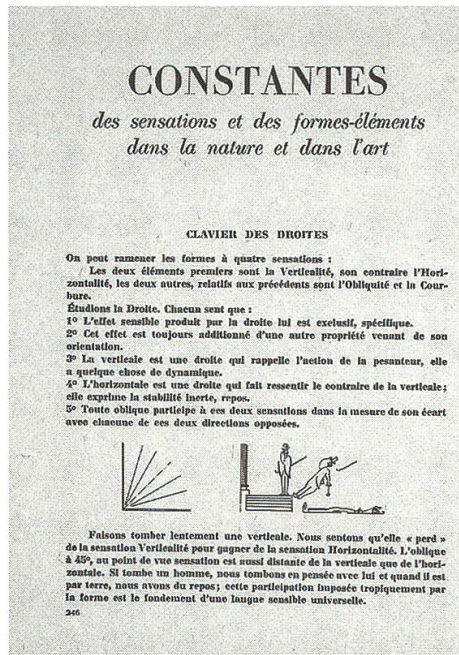 CONSTANTES
des sensations et des formes-éléments
dans la nature et dans l'art
CLAVIER DES DROITES
On peut ramener les formes à quatre sensations :
Les deux éléments premiers sont la Verticalité, son contraire l'Hori-
zontalité, les deux autres, relatifs aux précédents sont l'Obliquité et la Cour-
bure.
Étudions la Droite. Chacun sent que :
1º L'effet sensible produit par la droite lui est exclusif, spécifique.
2º Cet effet est toujours additionné d'une autre propriété venant de son
orientation.
3º La verticale est une droite qui rappelle l'action de la pesanteur, elle
a quelque chose de dynamique.
4º L'horizontale est une droite qui fait ressentir le contraire de la verticale;
elle exprime la stabilité inerte, repos.
5º Toute oblique participe à ces deux sensations dans la mesure de son écart
avec chacune de ces deux directions opposées.
Faisons tomber lentement une verticale. Nous sentons qu'elle « perd »
de la sensation Verticalité pour gagner de la sensation Horizontalité. L'oblique
à 45º, au point de vue sensation est aussi distante de la verticale que de l'hori-
zontale. Si tombe un homme, nous tombons en pensée avec lui et quand il est
par terre, nous avons du repos; cette participation imposée tropiquement par
la forme est le fondement d'une langue sensible universelle.
246